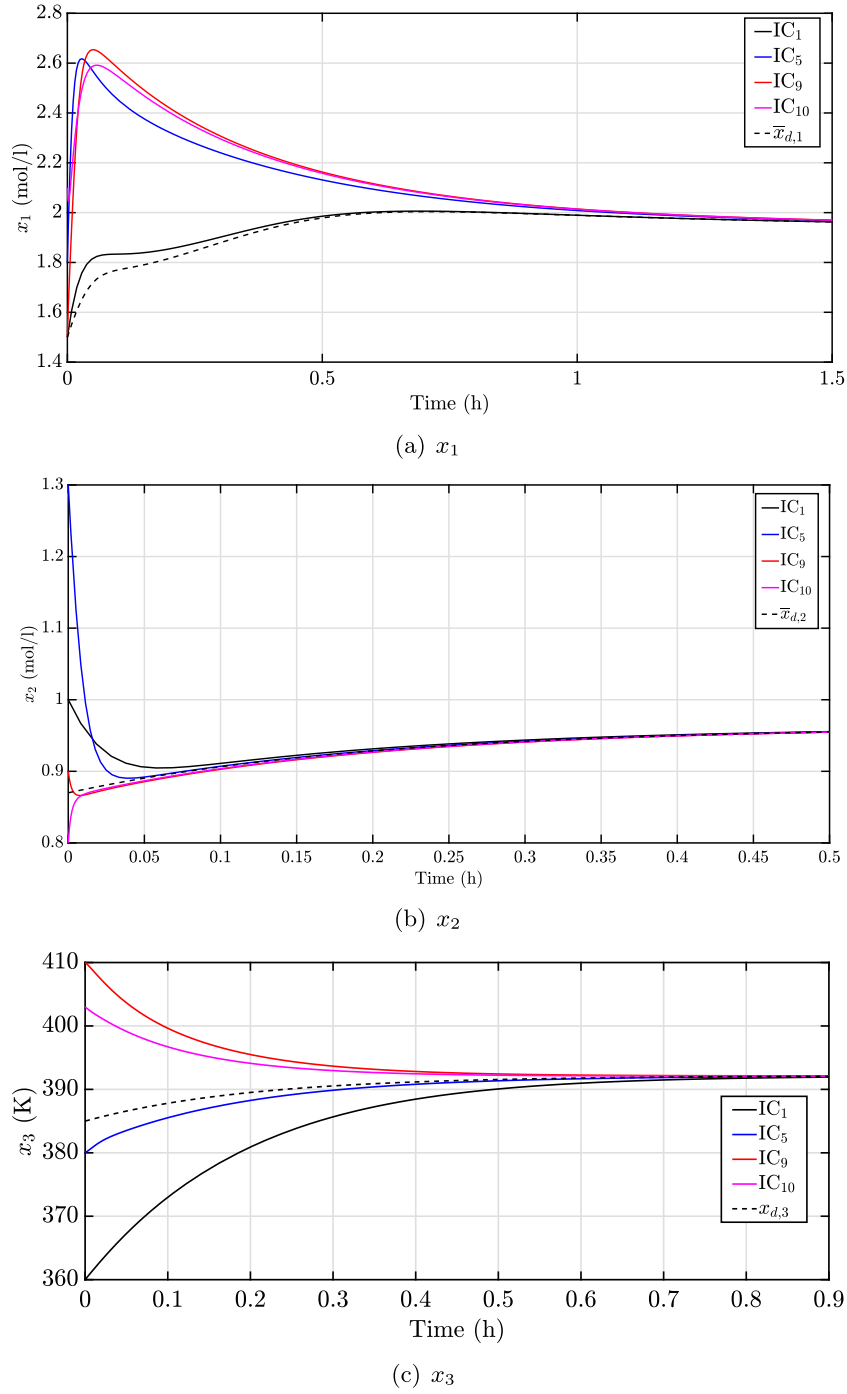 2.8
2.6
2.4
2.2
2
1.8
1.6
1.4
x₁ (mol/l)
0 0.5 1 1.5
Time (h)
IC₁
IC₅
IC₉
IC₁₀
x̅d,1
(a) x₁
1.3
1.2
1.1
1
0.9
0.8
x₂ (mol/l)
0 0.05 0.1 0.15 0.2 0.25 0.3 0.35 0.4 0.45 0.5
Time (h)
IC₁
IC₅
IC₉
IC₁₀
x̅d,2
(b) x₂
410
400
390
380
370
360
x₃ (K)
0 0.1 0.2 0.3 0.4 0.5 0.6 0.7 0.8 0.9
Time (h)
IC₁
IC₅
IC₉
IC₁₀
xd,3
(c) x₃